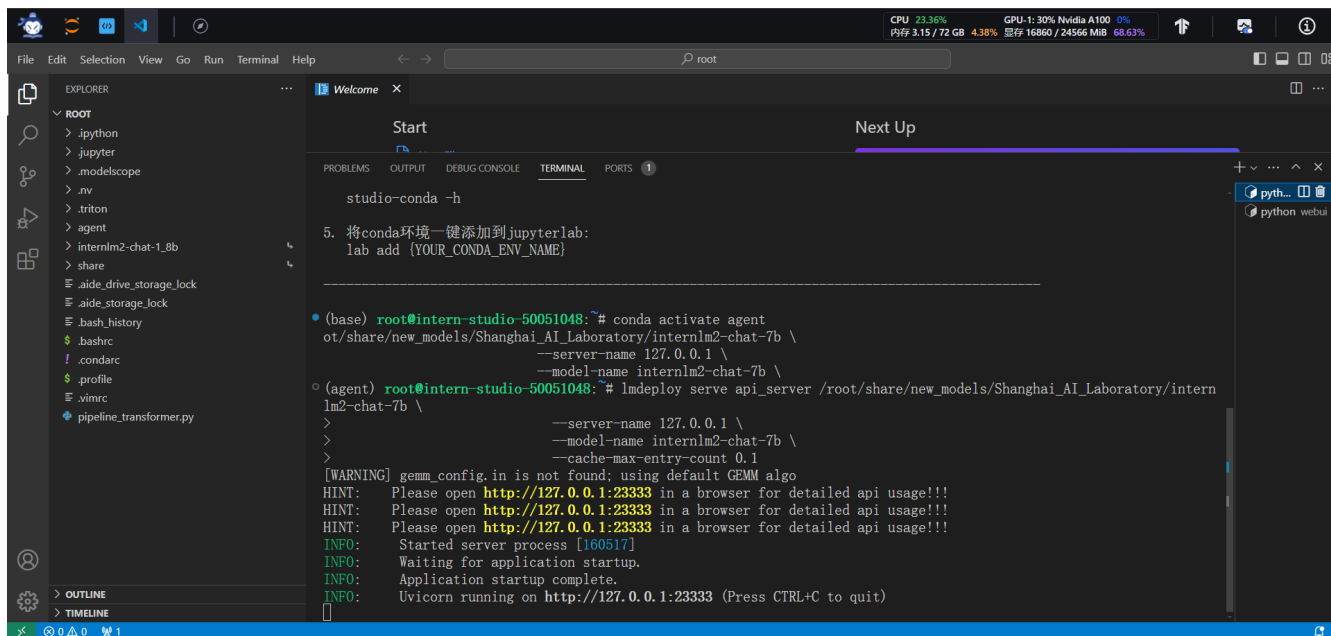 CPU 23.36% GPU-1: 30% Nvidia A100 0%
内存 3.15 / 72 GB 4.38% 显存 16860 / 24566 MiB 68.63%
File Edit Selection View Go Run Terminal Help
root
EXPLORER
Welcome
ROOT
Start
Next Up
.ipython
.jupyter
.modelscope
.nv
.triton
agent
internlm2-chat-1_8b
share
.aide_drive_storage_lock
.aide_storage_lock
.bash_history
.bashrc
.condarc
.profile
.vimrc
pipeline_transformer.py
OUTLINE
TIMELINE
PROBLEMS OUTPUT DEBUG CONSOLE TERMINAL PORTS 1
studio-conda -h
5. 将conda环境一键添加到jupyterlab:
lab add {YOUR_CONDA_ENV_NAME}
(base) root@intern-studio-50051048:~# conda activate agent
ot/share/new_models/Shanghai_AI_Laboratory/internlm2-chat-7b \
--server-name 127.0.0.1 \
--model-name internlm2-chat-7b \
(agent) root@intern-studio-50051048:~# lmdeploy serve api_server /root/share/new_models/Shanghai_AI_Laboratory/intern
lm2-chat-7b \
> --server-name 127.0.0.1 \
> --model-name internlm2-chat-7b \
> --cache-max-entry-count 0.1
[WARNING] gemm_config.in is not found; using default GEMM algo
HINT: Please open http://127.0.0.1:23333 in a browser for detailed api usage!!!
HINT: Please open http://127.0.0.1:23333 in a browser for detailed api usage!!!
HINT: Please open http://127.0.0.1:23333 in a browser for detailed api usage!!!
INFO: Started server process [160517]
INFO: Waiting for application startup.
INFO: Application startup complete.
INFO: Uvicorn running on http://127.0.0.1:23333 (Press CTRL+C to quit)
pyth...
python webui
0 0 1